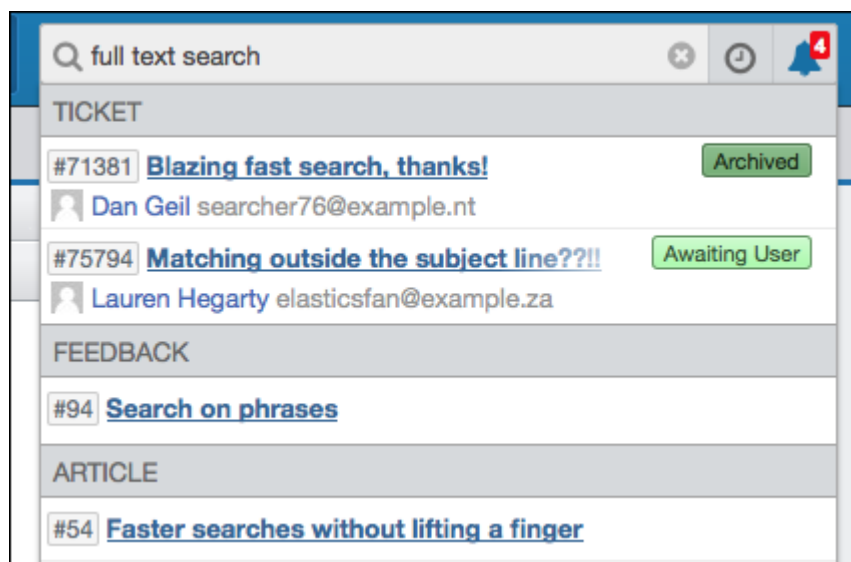 full text search
4
TICKET
#71381 Blazing fast search, thanks! Archived
Dan Geil searcher76@example.nt
#75794 Matching outside the subject line??!! Awaiting User
Lauren Hegarty elasticsfan@example.za
FEEDBACK
#94 Search on phrases
ARTICLE
#54 Faster searches without lifting a finger